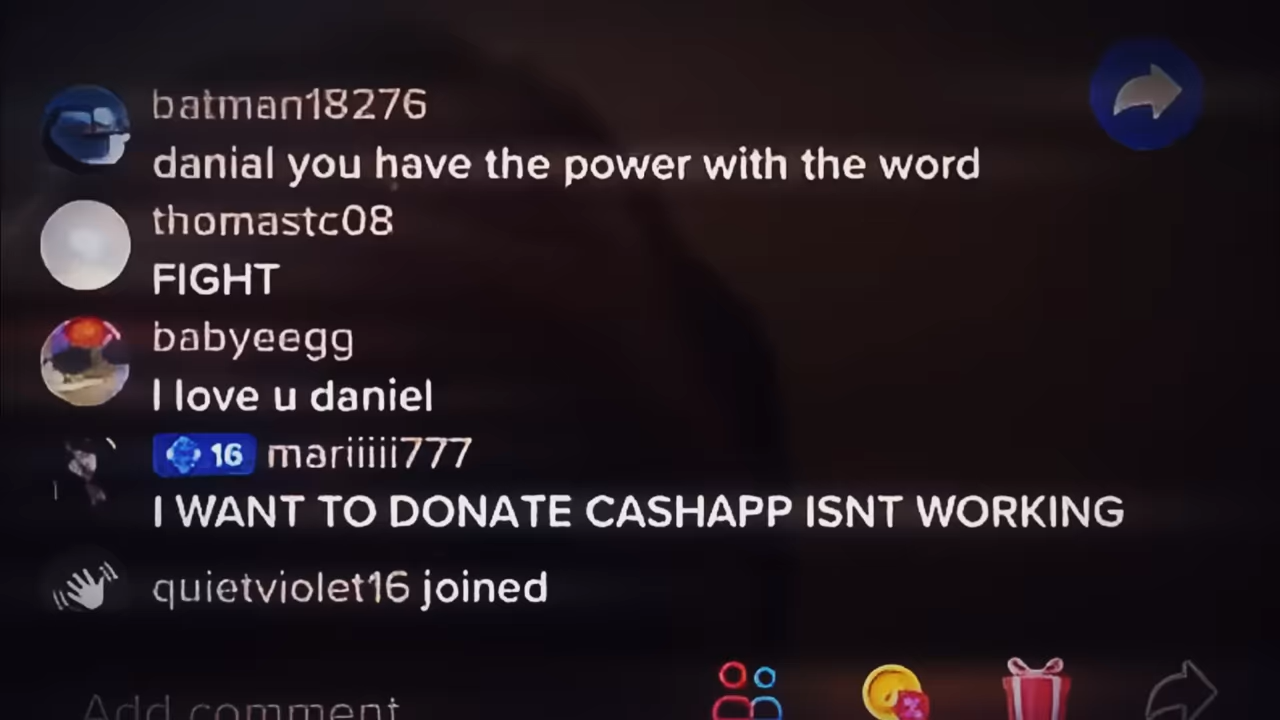 batman18276
danial you have the power with the word
thomastc08
FIGHT
babyeegg
I love u daniel
16 mariiiii777
I WANT TO DONATE CASHAPP ISNT WORKING
quietviolet16 joined
Add comment